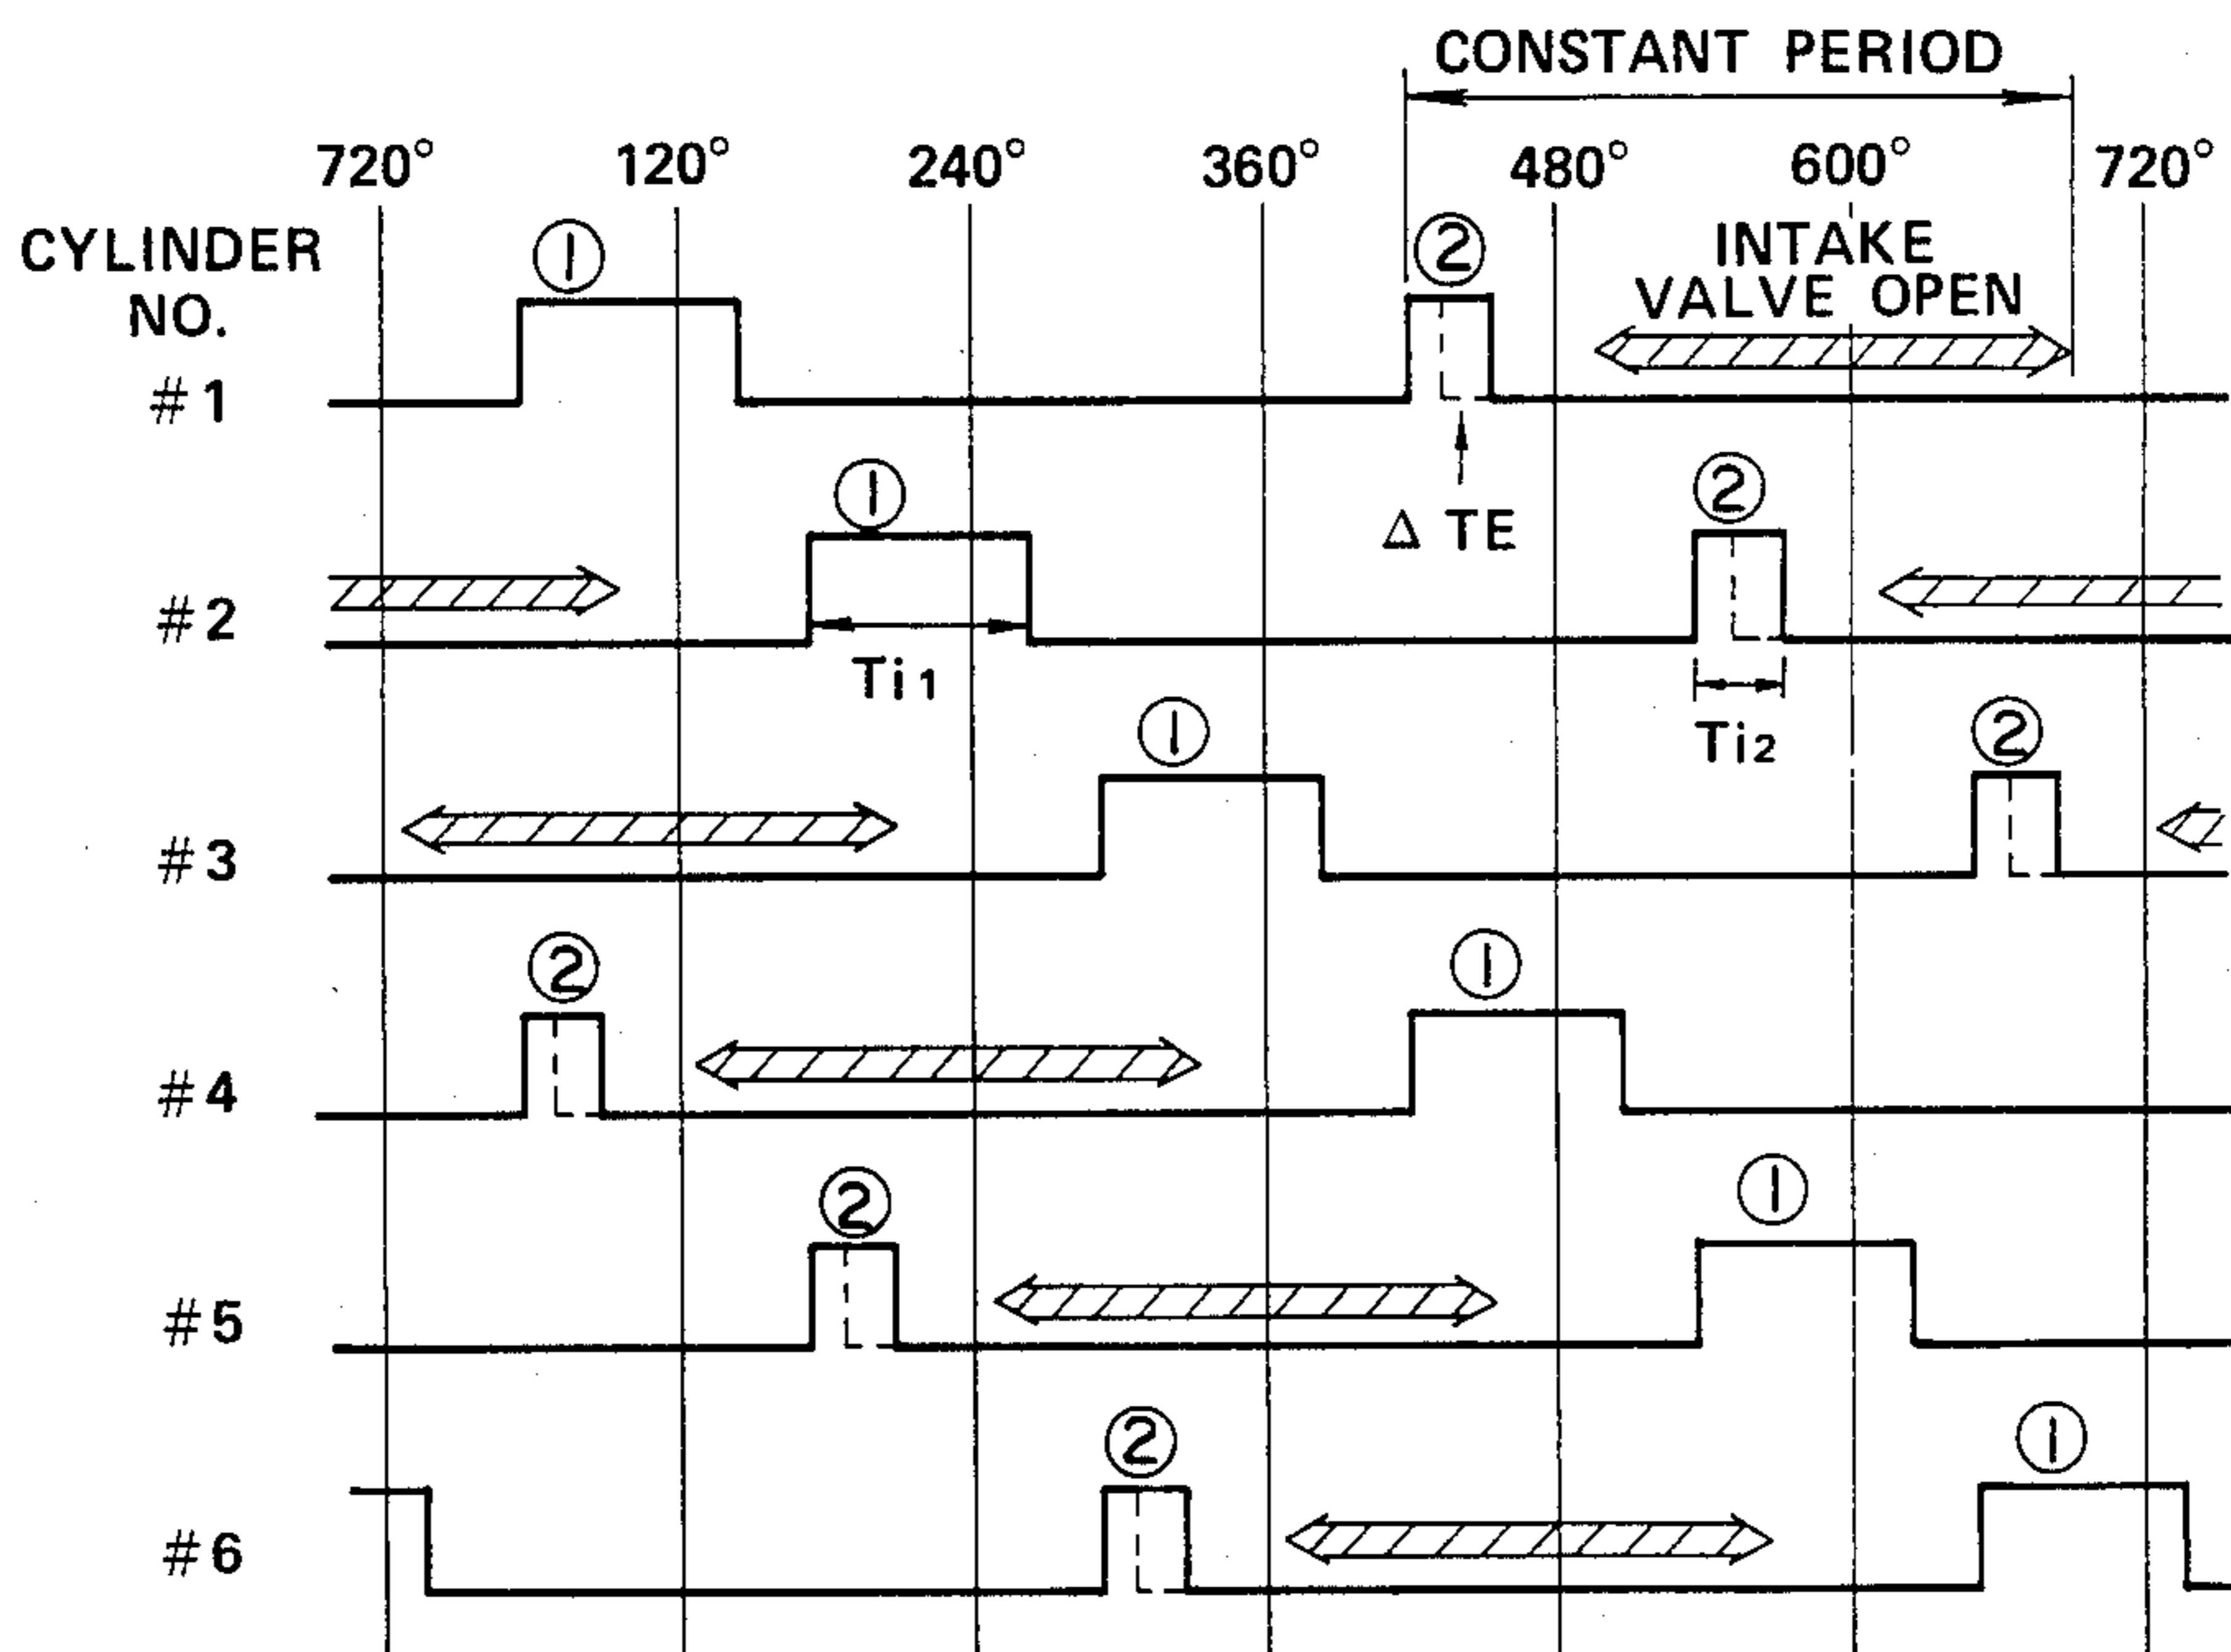 CONSTANT PERIOD
720° 120° 240° 360° 480° 600° 720°
CYLINDER
NO.
① ②
INTAKE
VALVE OPEN
#1
① ②
Δ TE
#2
Ti1
① ②
Ti2
#3
② ①
#4
② ①
#5
② ①
#6